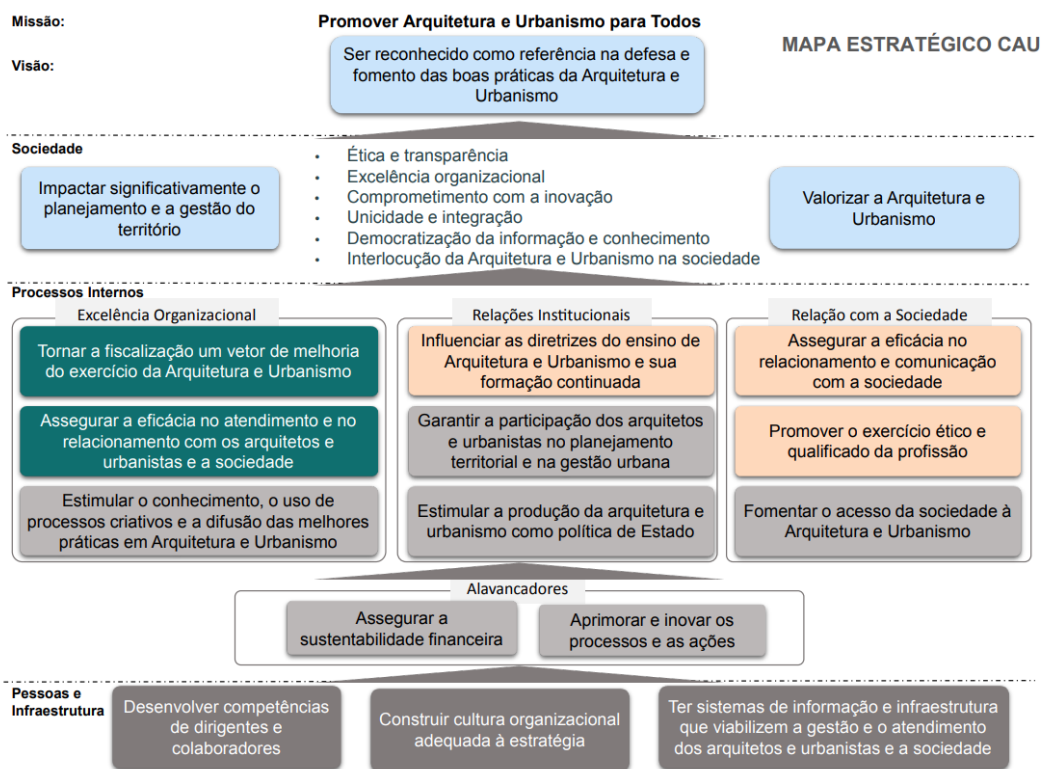 Missão:
Promover Arquitetura e Urbanismo para Todos
MAPA ESTRATÉGICO CAU
Visão:
Ser reconhecido como referência na defesa e
fomento das boas práticas da Arquitetura e
Urbanismo
Sociedade
Impactar significativamente o
planejamento e a gestão do
território
• Ética e transparência
• Excelência organizacional
• Comprometimento com a inovação
• Unicidade e integração
• Democratização da informação e conhecimento
• Interlocução da Arquitetura e Urbanismo na sociedade
Valorizar a Arquitetura e
Urbanismo
Processos Internos
Excelência Organizacional
Tornar a fiscalização um vetor de melhoria
do exercício da Arquitetura e Urbanismo
Assegurar a eficácia no atendimento e no
relacionamento com os arquitetos e
urbanistas e a sociedade
Estimular o conhecimento, o uso de
processos criativos e a difusão das melhores
práticas em Arquitetura e Urbanismo
Relações Institucionais
Influenciar as diretrizes do ensino de
Arquitetura e Urbanismo e sua
formação continuada
Garantir a participação dos arquitetos
e urbanistas no planejamento
territorial e na gestão urbana
Estimular a produção da arquitetura e
urbanismo como política de Estado
Relação com a Sociedade
Assegurar a eficácia no
relacionamento e comunicação
com a sociedade
Promover o exercício ético e
qualificado da profissão
Fomentar o acesso da sociedade à
Arquitetura e Urbanismo
Alavancadores
Assegurar a
sustentabilidade financeira
Aprimorar e inovar os
processos e as ações
Pessoas e
Infraestrutura
Desenvolver competências
de dirigentes e
colaboradores
Construir cultura organizacional
adequada à estratégia
Ter sistemas de informação e infraestrutura
que viabilizem a gestão e o atendimento
dos arquitetos e urbanistas e a sociedade